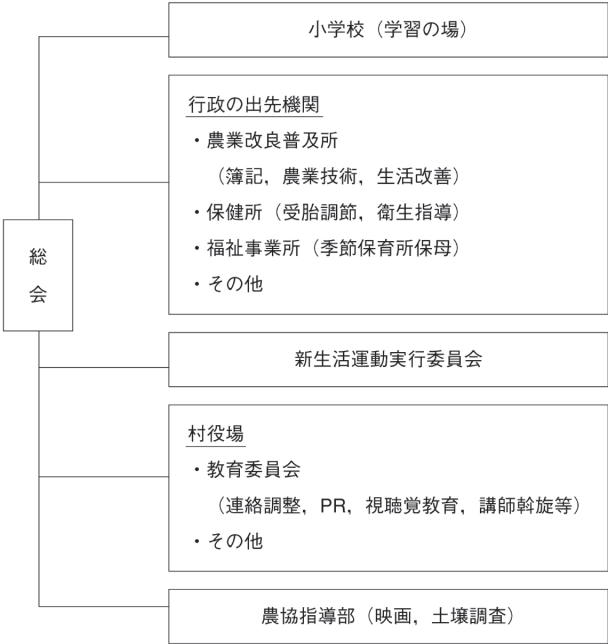 小学校（学習の場）
行政の出先機関
・農業改良普及所
（簿記，農業技術，生活改善）
・保健所（受胎調節，衛生指導）
・福祉事業所（季節保育所保母）
・その他
総
会
新生活運動実行委員会
村役場
・教育委員会
（連絡調整，PR，視聴覚教育，講師斡旋等）
・その他
農協指導部（映画，土壌調査）